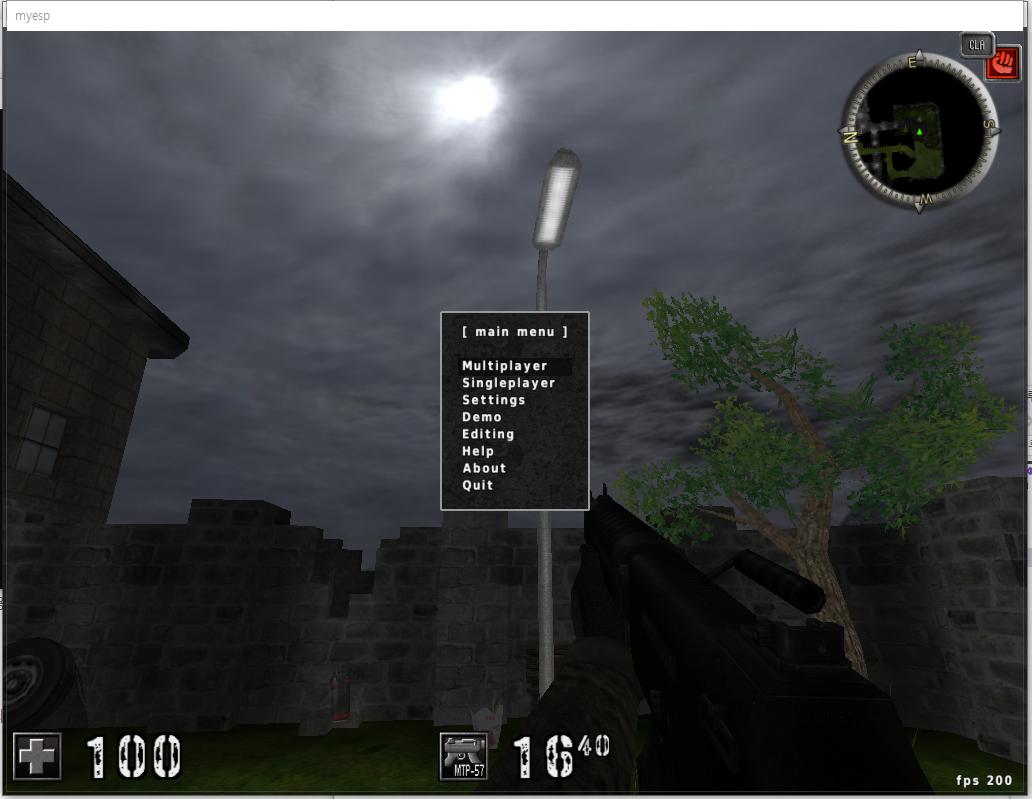 myesp
CLA
E
S
N
W
[ main menu ]
Multiplayer
Singleplayer
Settings
Demo
Editing
Help
About
Quit
100
MTP-57
16 40
fps 200